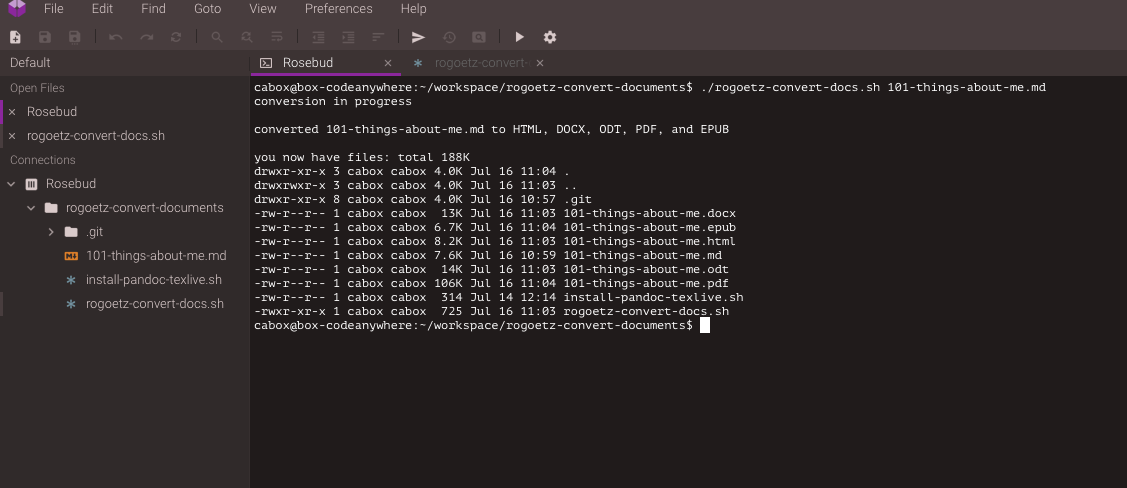 File Edit Find Goto View Preferences Help
Default
Open Files
Rosebud
rogoetz-convert-docs.sh
Connections
Rosebud
rogoetz-convert-documents
.git
101-things-about-me.md
install-pandoc-texlive.sh
rogoetz-convert-docs.sh
Rosebud rogoetz-convert-
cabox@box-codeanywhere:~/workspace/rogoetz-convert-documents$ ./rogoetz-convert-docs.sh 101-things-about-me.md
conversion in progress
converted 101-things-about-me.md to HTML, DOCX, ODT, PDF, and EPUB
you now have files: total 188K
drwxr-xr-x 3 cabox cabox 4.0K Jul 16 11:04 .
drwxrwxr-x 3 cabox cabox 4.0K Jul 16 11:03 ..
drwxr-xr-x 8 cabox cabox 4.0K Jul 16 10:57 .git
-rw-r--r-- 1 cabox cabox  13K Jul 16 11:03 101-things-about-me.docx
-rw-r--r-- 1 cabox cabox 6.7K Jul 16 11:04 101-things-about-me.epub
-rw-r--r-- 1 cabox cabox 8.2K Jul 16 11:03 101-things-about-me.html
-rw-r--r-- 1 cabox cabox 7.6K Jul 16 10:59 101-things-about-me.md
-rw-r--r-- 1 cabox cabox  14K Jul 16 11:03 101-things-about-me.odt
-rw-r--r-- 1 cabox cabox 106K Jul 16 11:04 101-things-about-me.pdf
-rw-r--r-- 1 cabox cabox  314 Jul 14 12:14 install-pandoc-texlive.sh
-rwxr-xr-x 1 cabox cabox  725 Jul 16 11:03 rogoetz-convert-docs.sh
cabox@box-codeanywhere:~/workspace/rogoetz-convert-documents$